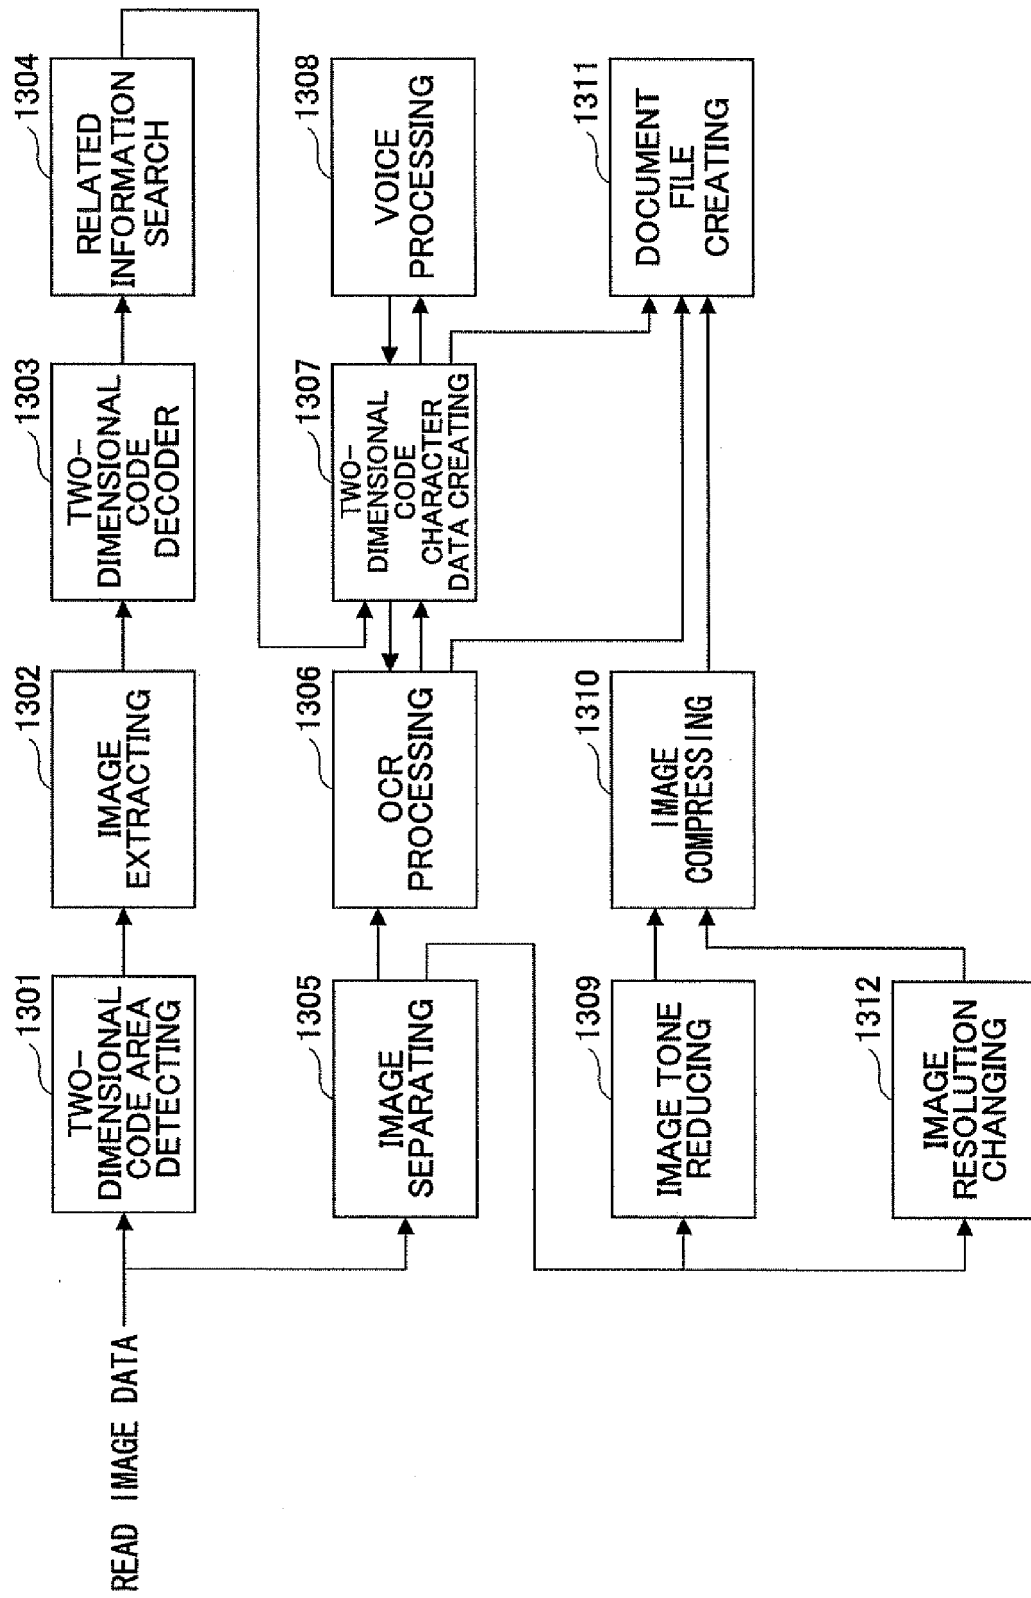 READ IMAGE DATA
1301
TWO-
DIMENSIONAL
CODE AREA
DETECTING
1302
IMAGE
EXTRACTING
1303
TWO-
DIMENSIONAL
CODE
DECODER
1304
RELATED
INFORMATION
SEARCH
1305
IMAGE
SEPARATING
1306
OCR
PROCESSING
1307
TWO-
DIMENSIONAL
CODE
CHARACTER
DATA CREATING
1308
VOICE
PROCESSING
1309
IMAGE TONE
REDUCING
1310
IMAGE
COMPRESSING
1311
DOCUMENT
FILE
CREATING
1312
IMAGE
RESOLUTION
CHANGING